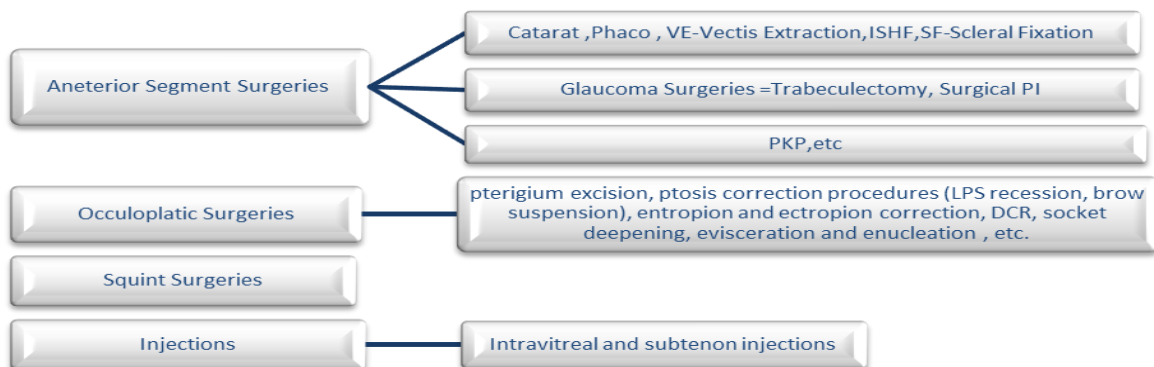 Aneterior Segment Surgeries
Catarat ,Phaco , VE-Vectis Extraction,ISHF,SF-Scleral Fixation
Glaucoma Surgeries =Trabeculectomy, Surgical PI
PKP,etc
Occuloplatic Surgeries
pterigium excision, ptosis correction procedures (LPS recession, brow
suspension), entropion and ectropion correction, DCR, socket
deepening, evisceration and enucleation , etc.
Squint Surgeries
Injections
Intravitreal and subtenon injections